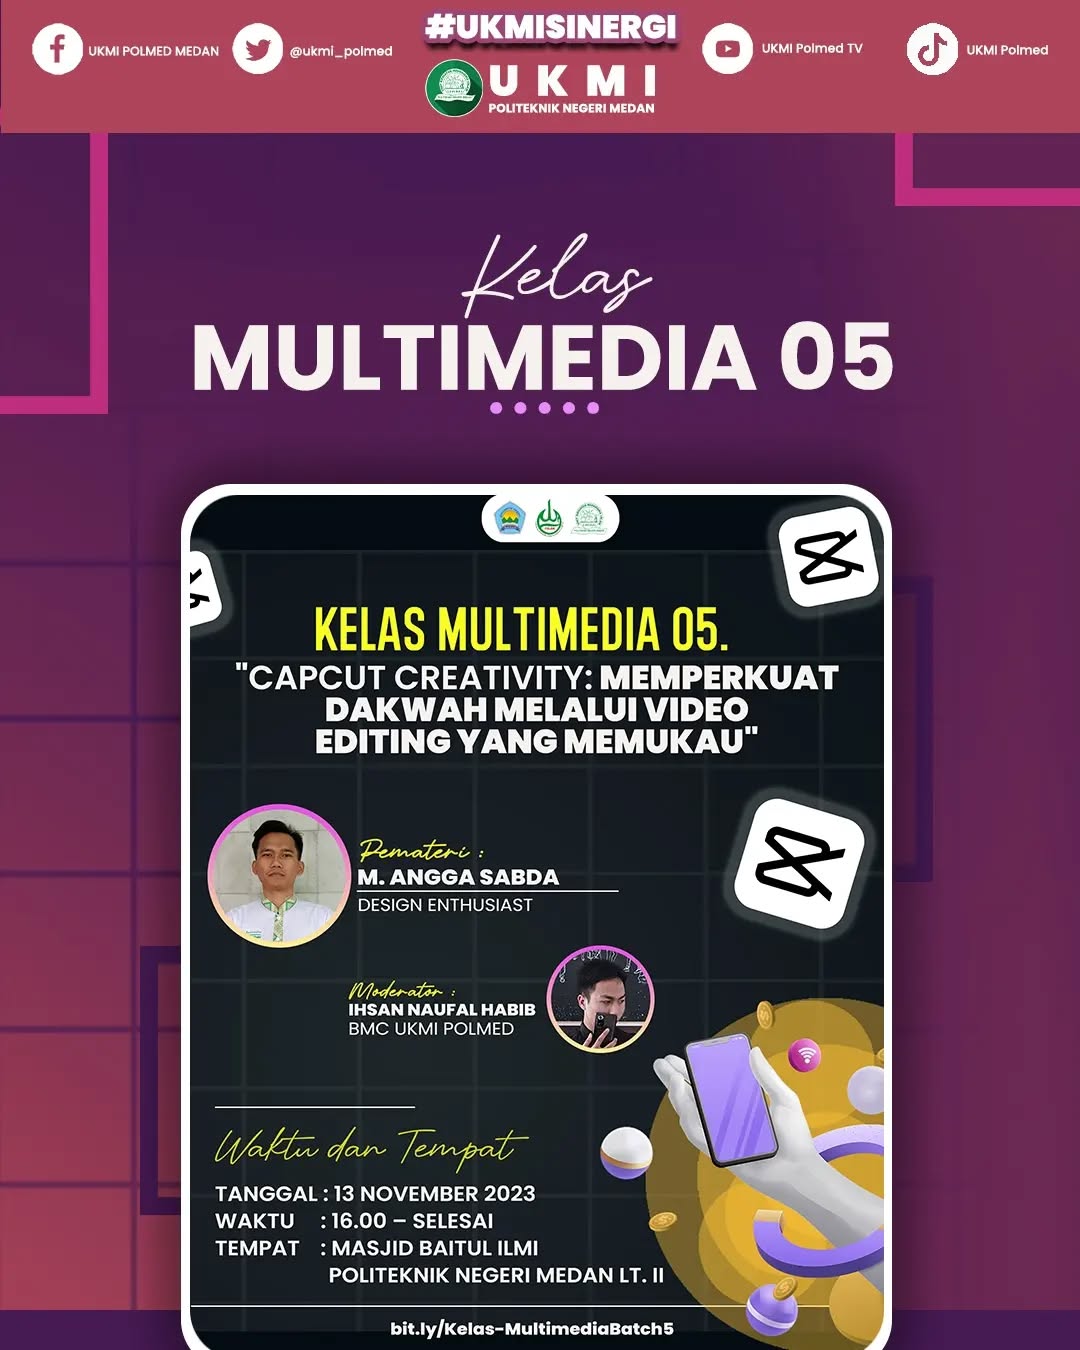 #UKMISINERGI
UKMI POLMED MEDAN
@ukmi_polmed
UKMI
POLITEKNIK NEGERI MEDAN
UKMI Polmed TV
UKMI Polmed
Kelas
MULTIMEDIA 05
KELAS MULTIMEDIA 05.
"CAPCUT CREATIVITY: MEMPERKUAT
DAKWAH MELALUI VIDEO
EDITING YANG MEMUKAU"
Pemateri :
M. ANGGA SABDA
DESIGN ENTHUSIAST
Moderator :
IHSAN NAUFAL HABIB
BMC UKMI POLMED
Waktu dan Tempat
TANGGAL : 13 NOVEMBER 2023
WAKTU : 16.00 – SELESAI
TEMPAT : MASJID BAITUL ILMI
POLITEKNIK NEGERI MEDAN LT. II
bit.ly/Kelas-MultimediaBatch5